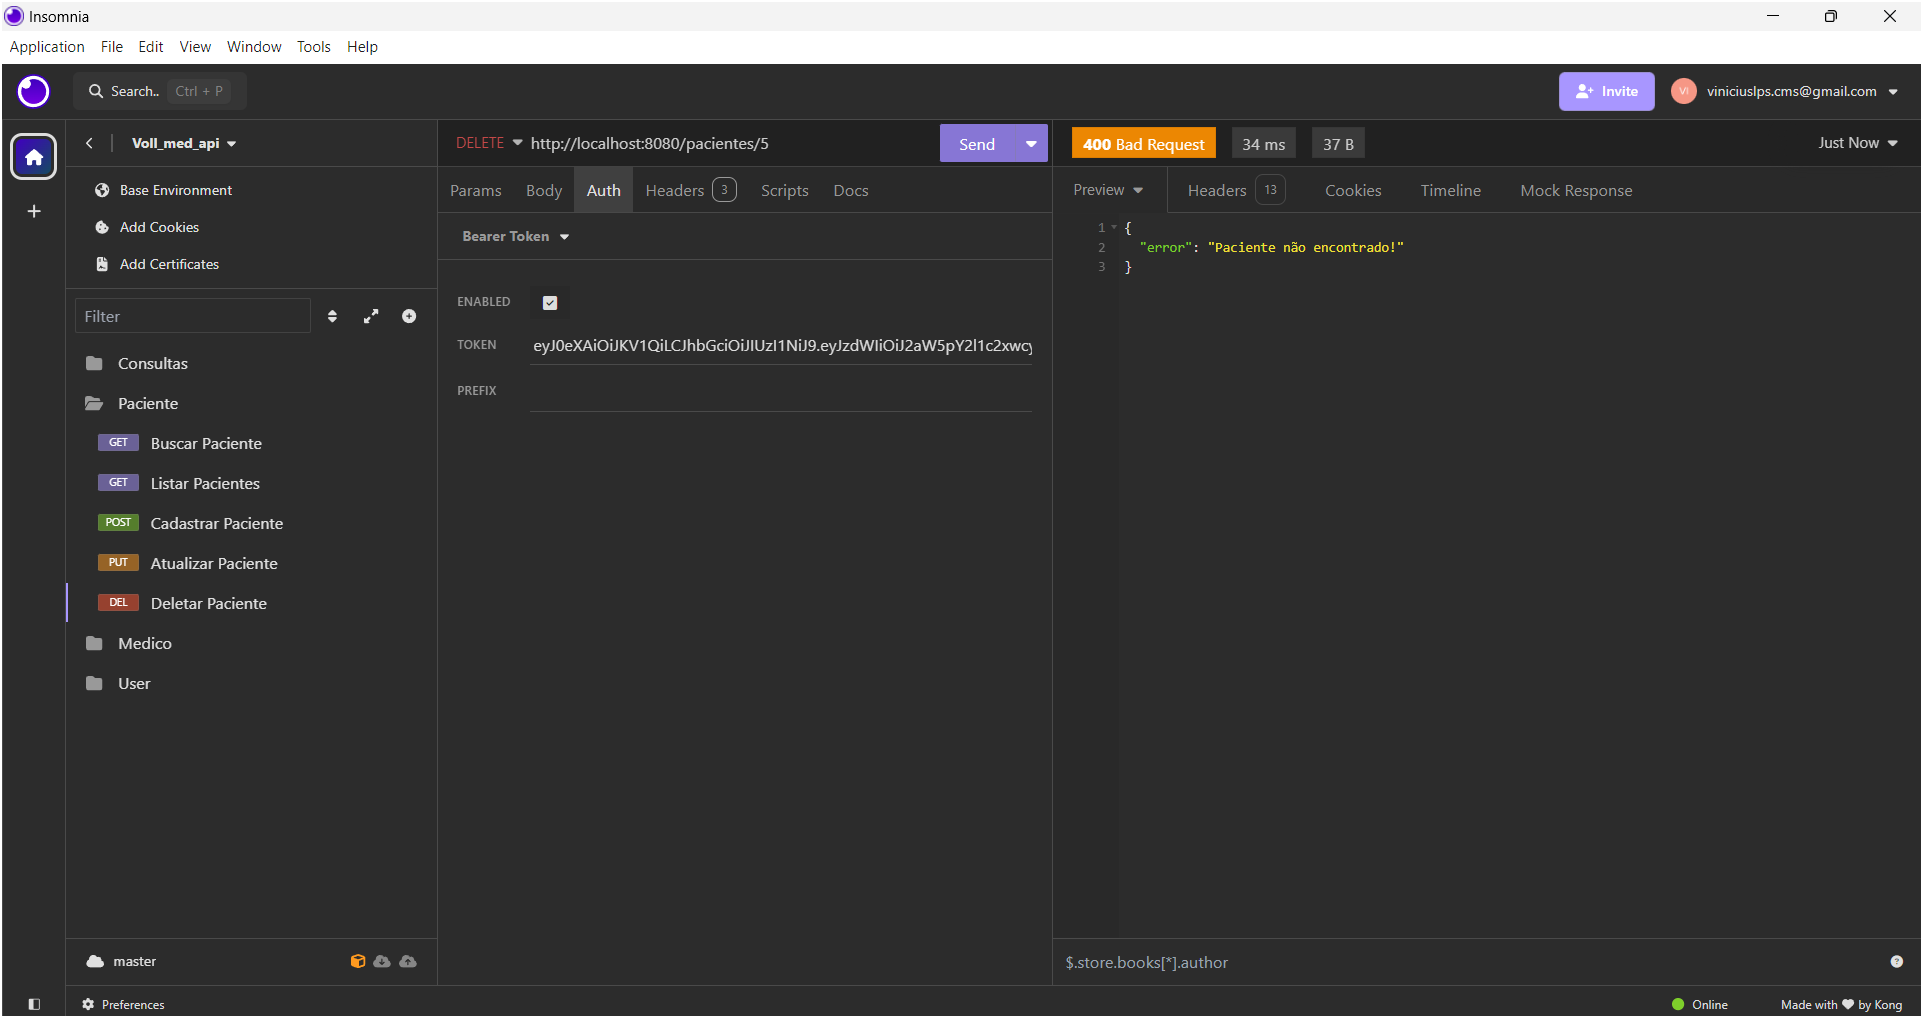 Insomnia
Application File Edit View Window Tools Help
Search.. Ctrl + P
Invite
VI viniciuslps.cms@gmail.com
Voll_med_api
Base Environment
Add Cookies
Add Certificates
Filter
Consultas
Paciente
GET Buscar Paciente
GET Listar Pacientes
POST Cadastrar Paciente
PUT Atualizar Paciente
DEL Deletar Paciente
Medico
User
master
Preferences
DELETE http://localhost:8080/pacientes/5 Send
Params Body Auth Headers 3 Scripts Docs
Bearer Token
ENABLED
TOKEN eyJ0eXAiOiJKV1QiLCJhbGciOiJIUzI1NiJ9.eyJzdWIiOiJ2aW5pY2l1c2xwcy
PREFIX
400 Bad Request 34 ms 37 B Just Now
Preview Headers 13 Cookies Timeline Mock Response
1 {
2 "error": "Paciente não encontrado!"
3 }
$.store.books[*].author
Online Made with ♥ by Kong